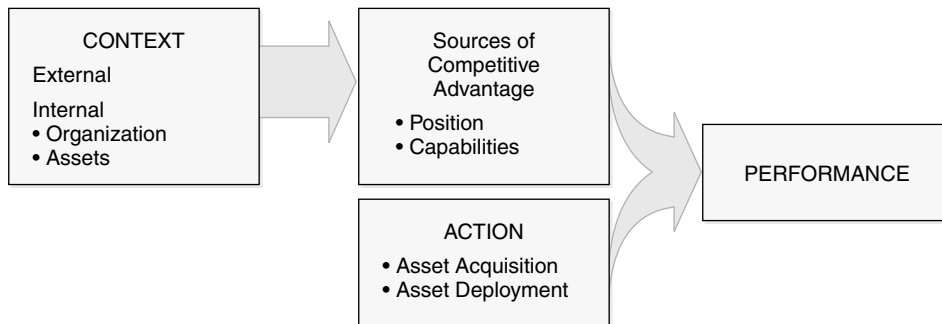 CONTEXT
External
Internal
• Organization
• Assets
Sources of
Competitive
Advantage
• Position
• Capabilities
ACTION
• Asset Acquisition
• Asset Deployment
PERFORMANCE